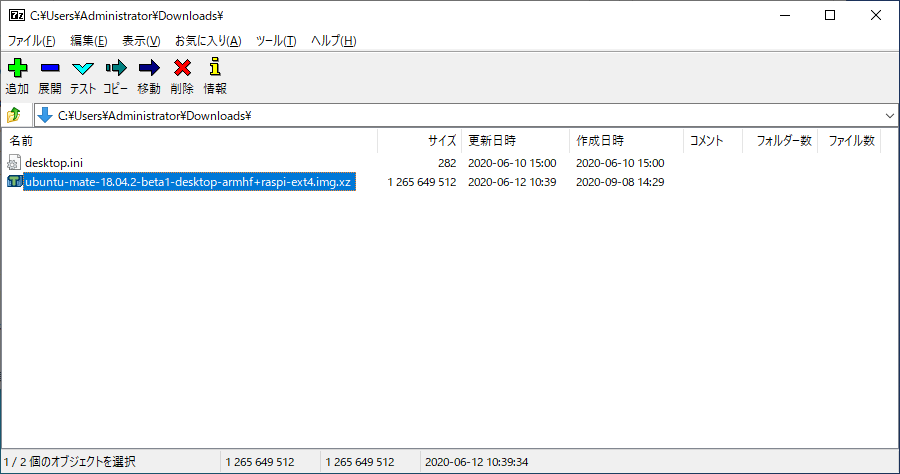 7z C:¥Users¥Administrator¥Downloads¥
ファイル(F) 編集(E) 表示(V) お気に入り(A) ツール(T) ヘルプ(H)
追加 展開 テスト コピー 移動 削除 情報
C:¥Users¥Administrator¥Downloads¥
名前 サイズ 更新日時 作成日時 コメント フォルダー数 ファイル数
desktop.ini 282 2020-06-10 15:00 2020-06-10 15:00
ubuntu-mate-18.04.2-beta1-desktop-armhf+raspi-ext4.img.xz 1 265 649 512 2020-06-12 10:39 2020-09-08 14:29
1 / 2 個のオブジェクトを選択 1 265 649 512 1 265 649 512 2020-06-12 10:39:34